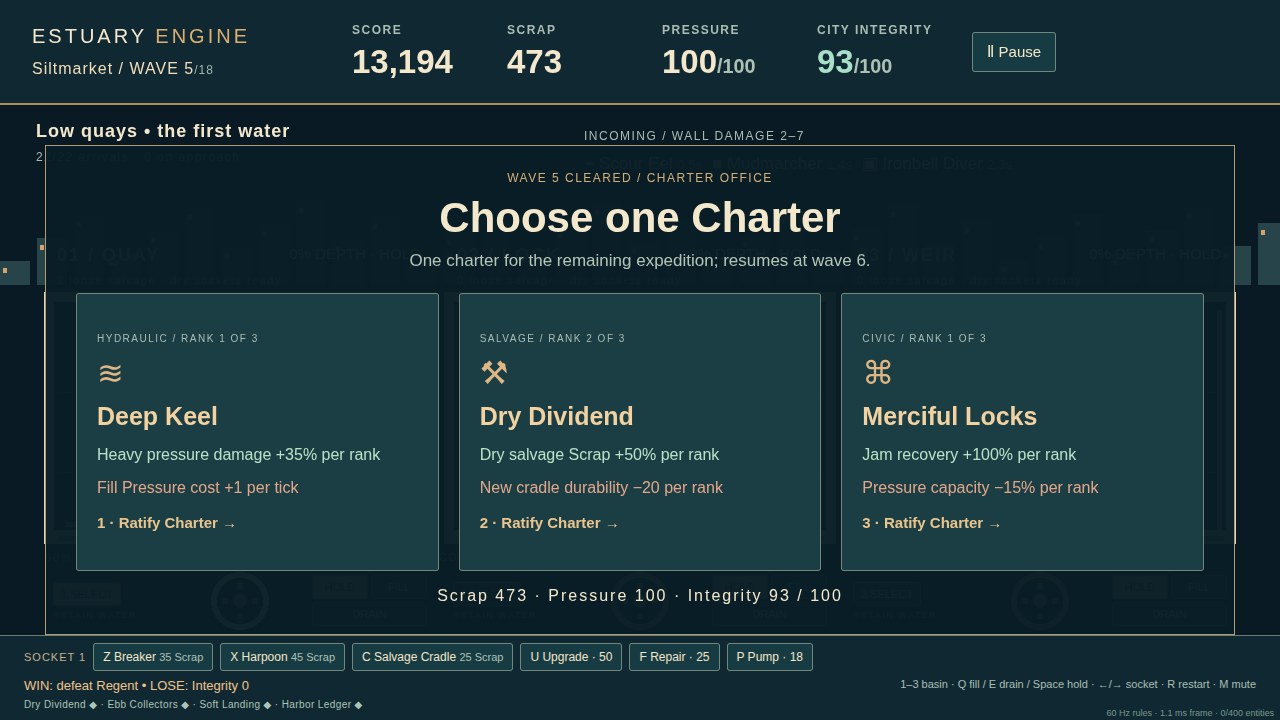 ESTUARY ENGINE
Siltmarket / WAVE 5/18
SCORE
13,194
SCRAP
473
PRESSURE
100/100
CITY INTEGRITY
93/100
Ⅱ Pause
Low quays • the first water
INCOMING / WALL DAMAGE 2–7
WAVE 5 CLEARED / CHARTER OFFICE
Choose one Charter
One charter for the remaining expedition; resumes at wave 6.
HYDRAULIC / RANK 1 OF 3
≋
Deep Keel
Heavy pressure damage +35% per rank
Fill Pressure cost +1 per tick
1 · Ratify Charter →
SALVAGE / RANK 2 OF 3
⚒
Dry Dividend
Dry salvage Scrap +50% per rank
New cradle durability −20 per rank
2 · Ratify Charter →
CIVIC / RANK 1 OF 3
⌘
Merciful Locks
Jam recovery +100% per rank
Pressure capacity −15% per rank
3 · Ratify Charter →
Scrap 473 · Pressure 100 · Integrity 93 / 100
SOCKET 1
Z Breaker 35 Scrap
X Harpoon 45 Scrap
C Salvage Cradle 25 Scrap
U Upgrade · 50
F Repair · 25
P Pump · 18
WIN: defeat Regent • LOSE: Integrity 0
1–3 basin · Q fill / E drain / Space hold · ←/→ socket · R restart · M mute
Dry Dividend ◆ · Ebb Collectors ◆ · Soft Landing ◆ · Harbor Ledger ◆
60 Hz rules · 1.1 ms frame · 0/400 entities